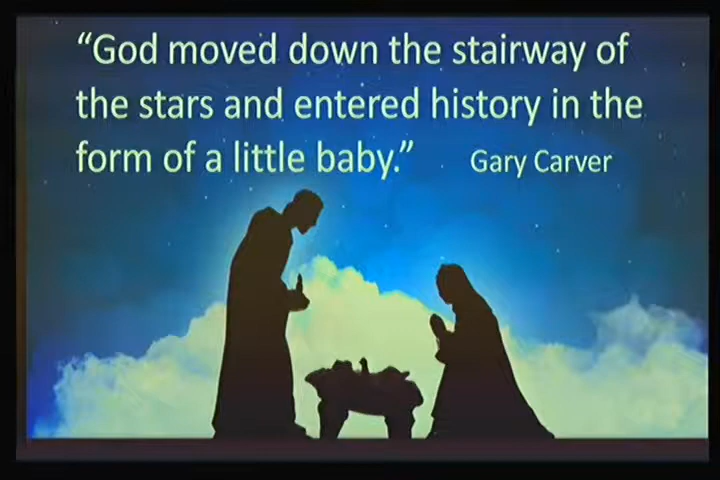 “God moved down the stairway of
the stars and entered history in the
form of a little baby.” Gary Carver